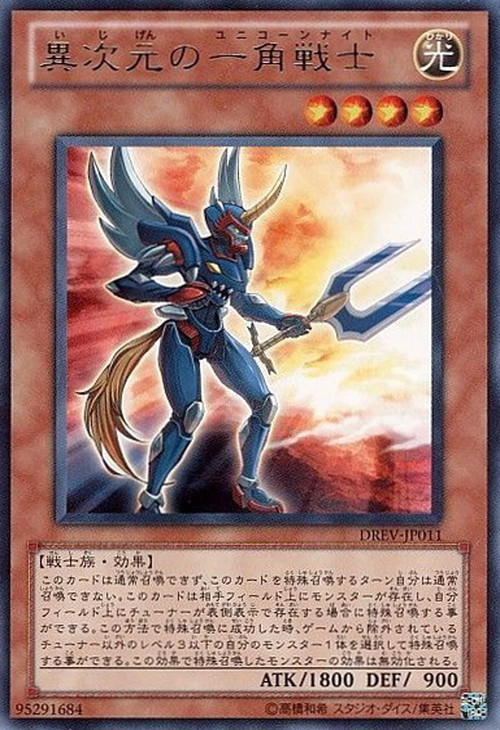 いじげん ユニコーンナイト ひかり
異次元の一角戦士 光
DREV-JP011
【戦士族・効果】
このカードは通常召喚できず、このカードを特殊召喚するターン自分は通常
召喚できない。このカードは相手フィールド上にモンスターが存在し、自分
フィールド上にチューナーが表側表示で存在する場合に特殊召喚する事
ができる。この方法で特殊召喚に成功した時、ゲームから除外されている
チューナー以外のレベル３以下の自分のモンスター１体を選択して特殊召喚
する事ができる。この効果で特殊召喚したモンスターの効果は無効化される。
ATK/1800 DEF/ 900
95291684 ©高橋和希 スタジオ・ダイス/集英社